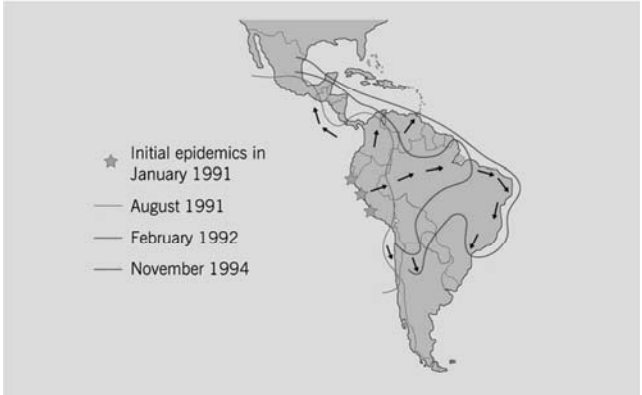 Initial epidemics in
January 1991
August 1991
February 1992
November 1994